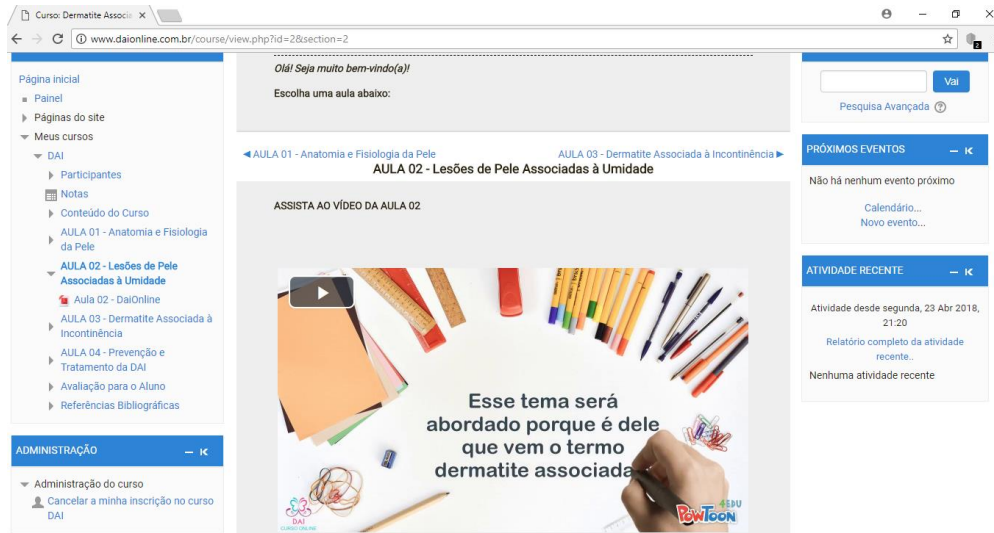 Curso: Dermatite Associa
www.daionline.com.br/course/view.php?id=2&section=2
2
Página inicial
Painel
Páginas do site
Meus cursos
DAI
Participantes
Notas
Conteúdo do Curso
AULA 01 - Anatomia e Fisiologia
da Pele
AULA 02 - Lesões de Pele
Associadas à Umidade
Aula 02 - DaiOnline
AULA 03 - Dermatite Associada à
Incontinência
AULA 04 - Prevenção e
Tratamento da DAI
Avaliação para o Aluno
Referências Bibliográficas
ADMINISTRAÇÃO
Administração do curso
Cancelar a minha inscrição no curso
DAI
Olá! Seja muito bem-vindo(a)!
Escolha uma aula abaixo:
◄AULA 01 - Anatomia e Fisiologia da Pele
AULA 03 - Dermatite Associada à Incontinência►
AULA 02 - Lesões de Pele Associadas à Umidade
ASSISTA AO VÍDEO DA AULA 02
Esse tema será
abordado porque é dele
que vem o termo
dermatite associada
DAI
CURSO ONLINE
4EDU
POWTOON
Vai
Pesquisa Avançada
PRÓXIMOS EVENTOS
Não há nenhum evento próximo
Calendário...
Novo evento...
ATIVIDADE RECENTE
Atividade desde segunda, 23 Abr 2018,
21:20
Relatório completo da atividade
recente..
Nenhuma atividade recente